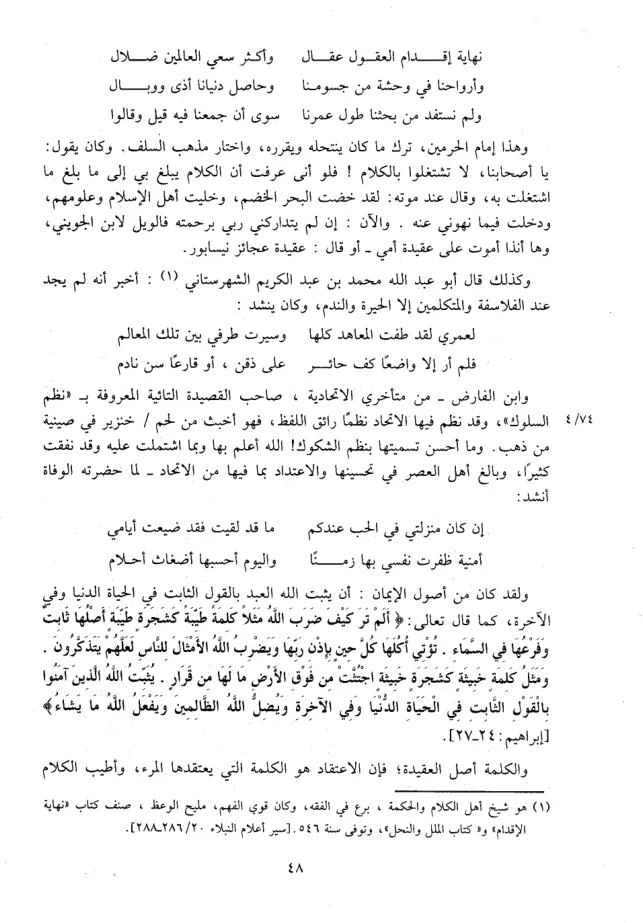 نهاية إقـــدام العقـول عقـال وأكثـر سعي العالمين ضـلال
وأرواحنا في وحشة من جسومنا وحاصل دنيانا أذى ووبـال
ولم نستفد من بحثنا طول عمرنا سوى أن جمعنا فيه قيل وقالوا
وهذا إمام الحرمين، ترك ما كان ينتحله ويقرره، واختار مذهب السلف. وكان يقول:
يا أصحابنا، لا تشتغلوا بالكلام ! فلو أنى عرفت أن الكلام يبلغ بي إلى ما بلغ ما
اشتغلت به، وقال عند موته: لقد خضت البحر الخضم، وخليت أهل الإسلام وعلومهم،
ودخلت فيما نهوني عنه . والآن : إن لم يتداركني ربي برحمته فالويل لابن الجويني،
وها أنذا أموت على عقيدة أمي ـ أو قال : عقيدة عجائز نيسابور.
وكذلك قال أبو عبد الله محمد بن عبد الكريم الشهرستاني (١) : أخبر أنه لم يجد
عند الفلاسفة والمتكلمين إلا الحيرة والندم، وكان ينشد :
لعمري لقد طفت المعاهد كلها وسيرت طرفي بين تلك المعالم
فلم أر إلا واضعًا كف حائـــر على ذقن ، أو قارعًا سن نادم
وابن الفارض ـ من متأخري الاتحادية ، صاحب القصيدة التائية المعروفة بـ «نظم
السلوك»، وقد نظم فيها الاتحاد نظمًا رائق اللفظ، فهو أخبث من لحم / خنزير في صينية
٤/٧٤
من ذهب. وما أحسن تسميتها بنظم الشكوك! الله أعلم بها وبما اشتملت عليه وقد نفقت
كثيرًا، وبالغ أهل العصر في تحسينها والاعتداد بما فيها من الاتحاد ـ لما حضرته الوفاة
أنشد:
إن كان منزلتي في الحب عندكم ما قد لقيت فقد ضيعت أيامي
أمنية ظفرت نفسي بها زمـــنًا واليوم أحسبها أضغاث أحـلام
ولقد كان من أصول الإيمان : أن يثبت الله العبد بالقول الثابت في الحياة الدنيا وفي
الآخرة، كما قال تعالى: ﴿ أَلَمْ تَرَ كَيْفَ ضَرَبَ اللَّهُ مَثَلاً كَلِمَةً طَيِّبَةً كَشَجَرَةٍ طَيِّبَةٍ أَصْلُهَا ثَابِتٌ
وَفَرْعُهَا فِي السَّمَاءِ . تُؤْتِي أُكُلَهَا كُلَّ حِينٍ بِإِذْنِ رَبِّهَا وَيَضْرِبُ اللَّهُ الأَمْثَالَ لِلنَّاسِ لَعَلَّهُمْ يَتَذَكَّرُونَ .
وَمَثَلُ كَلِمَةٍ خَبِيثَةٍ كَشَجَرَةٍ خَبِيثَةٍ اجْتُثَّتْ مِن فَوْقِ الأَرْضِ مَا لَهَا مِن قَرَارٍ . يُثَبِّتُ اللَّهُ الَّذِينَ آمَنُوا
بِالْقَوْلِ الثَّابِتِ فِي الْحَيَاةِ الدُّنْيَا وَفِي الآخِرَةِ وَيُضِلُّ اللَّهُ الظَّالِمِينَ وَيَفْعَلُ اللَّهُ مَا يَشَاءُ﴾
[إبراهيم: ٢٤ـ٢٧].
والكلمة أصل العقيدة؛ فإن الاعتقاد هو الكلمة التي يعتقدها المرء، وأطيب الكلام
(١) هو شيخ أهل الكلام والحكمة ، برع في الفقه، وكان قوي الفهم، مليح الوعظ ، صنف كتاب «نهاية
الإقدام» و« كتاب الملل والنحل»، وتوفى سنة ٥٤٦. [سير أعلام النبلاء ٢٠/ ٢٨٦ـ٢٨٨].
٤٨